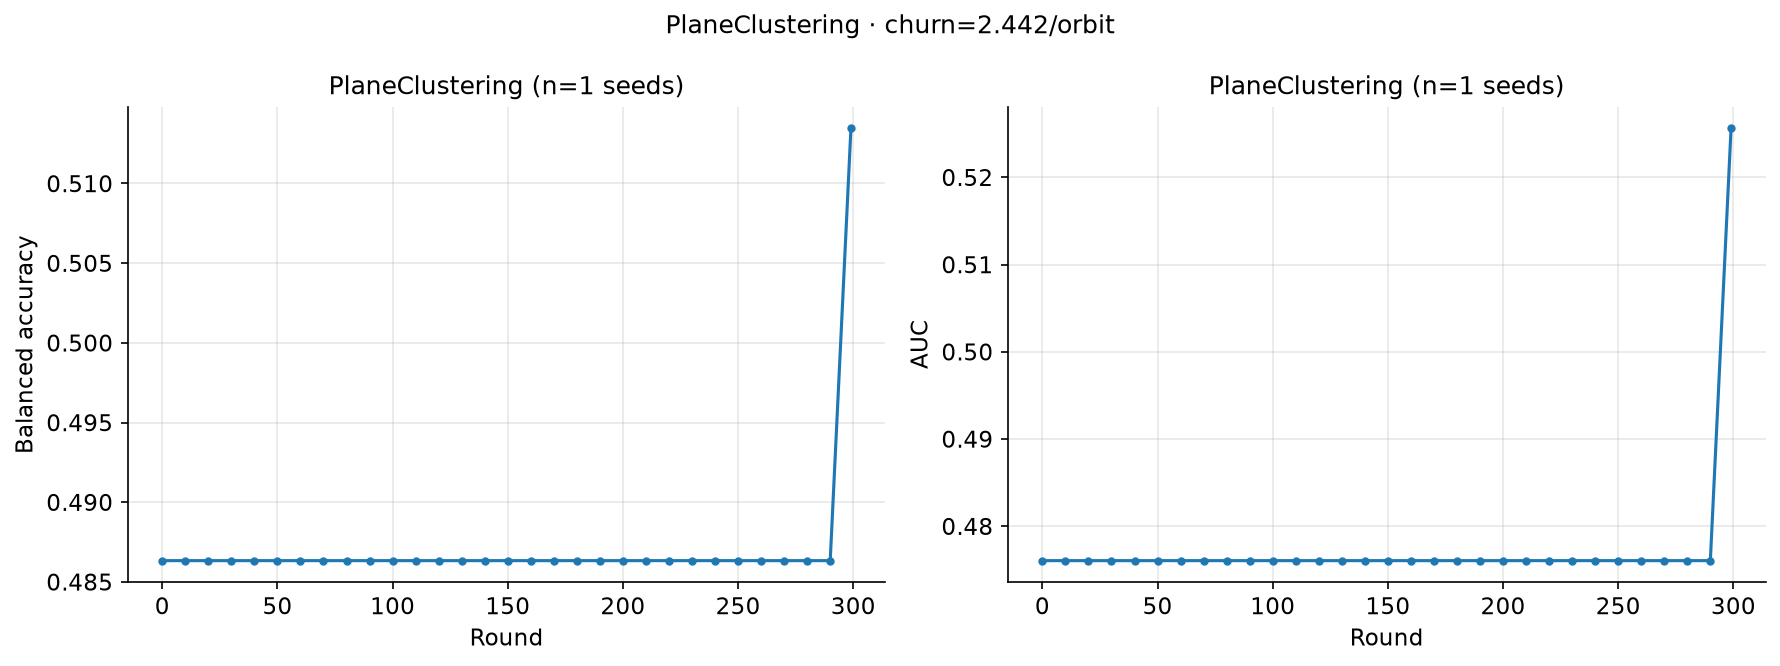 PlaneClustering · churn=2.442/orbit
PlaneClustering (n=1 seeds)
Balanced accuracy
0.510
0.505
0.500
0.495
0.490
0.485
0 50 100 150 200 250 300
Round
PlaneClustering (n=1 seeds)
AUC
0.52
0.51
0.50
0.49
0.48
0 50 100 150 200 250 300
Round